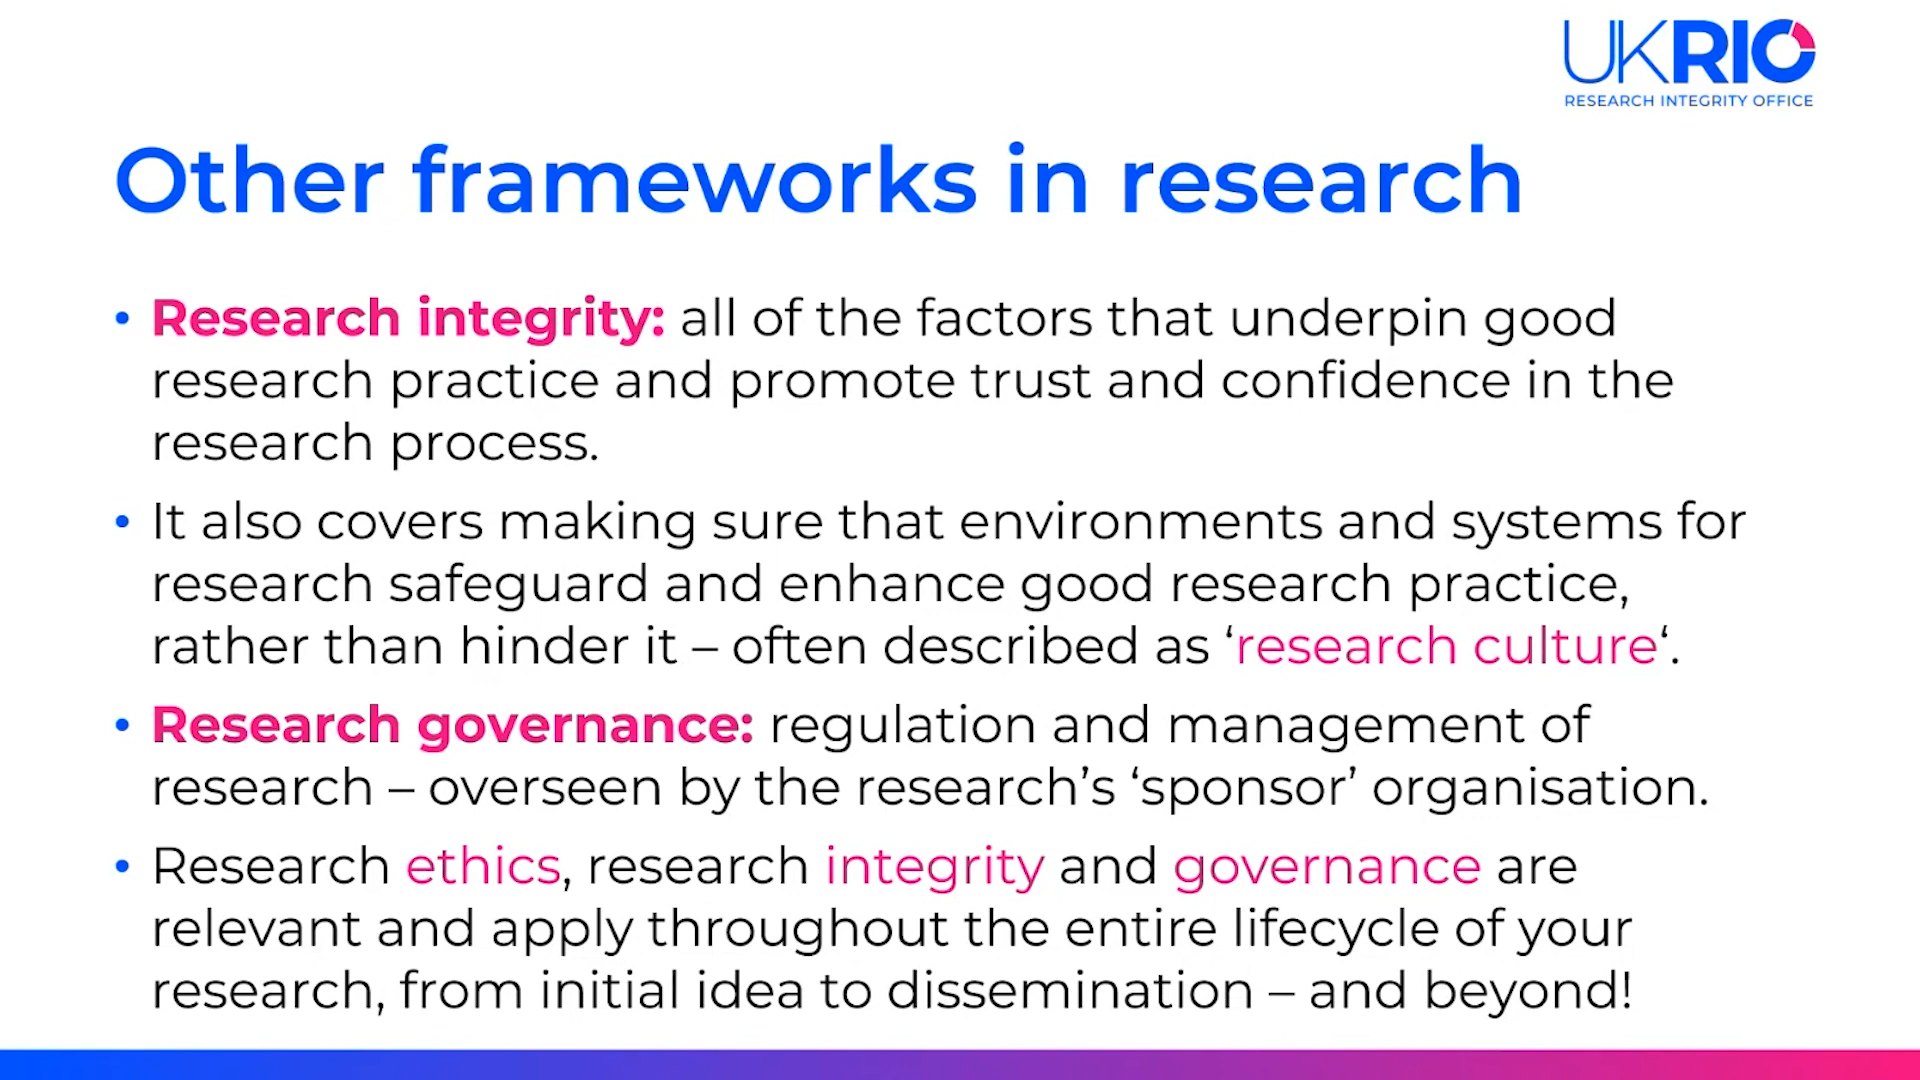 UKRIO
RESEARCH INTEGRITY OFFICE
Other frameworks in research
• Research integrity: all of the factors that underpin good
research practice and promote trust and confidence in the
research process.
• It also covers making sure that environments and systems for
research safeguard and enhance good research practice,
rather than hinder it – often described as ‘research culture‘.
• Research governance: regulation and management of
research – overseen by the research’s ‘sponsor’ organisation.
• Research ethics, research integrity and governance are
relevant and apply throughout the entire lifecycle of your
research, from initial idea to dissemination – and beyond!